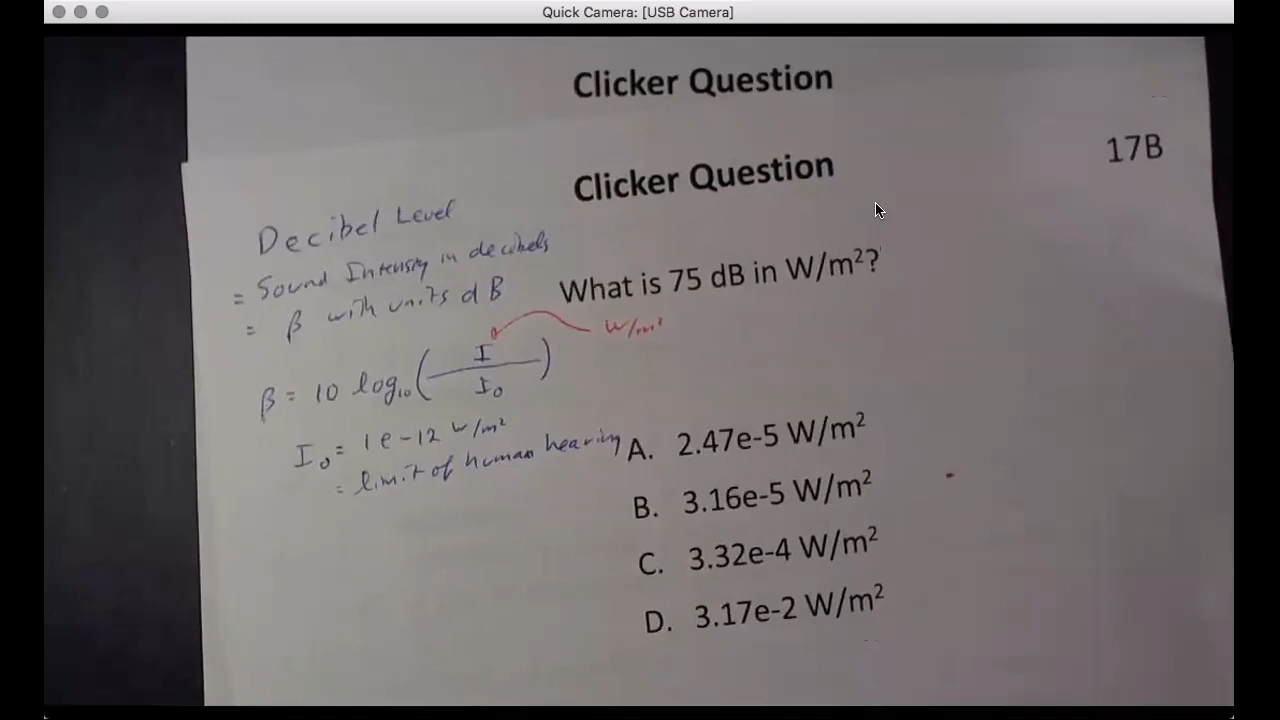 Quick Camera: [USB Camera]
Clicker Question
17B
Clicker Question
Decibel Level
= Sound Intensity in decibels
= β with units dB
What is 75 dB in W/m²?
W/m²
β = 10 log₁₀(I/I₀)
I₀ = 1e-12 W/m²
= limit of human hearing
A. 2.47e-5 W/m²
B. 3.16e-5 W/m²
C. 3.32e-4 W/m²
D. 3.17e-2 W/m²